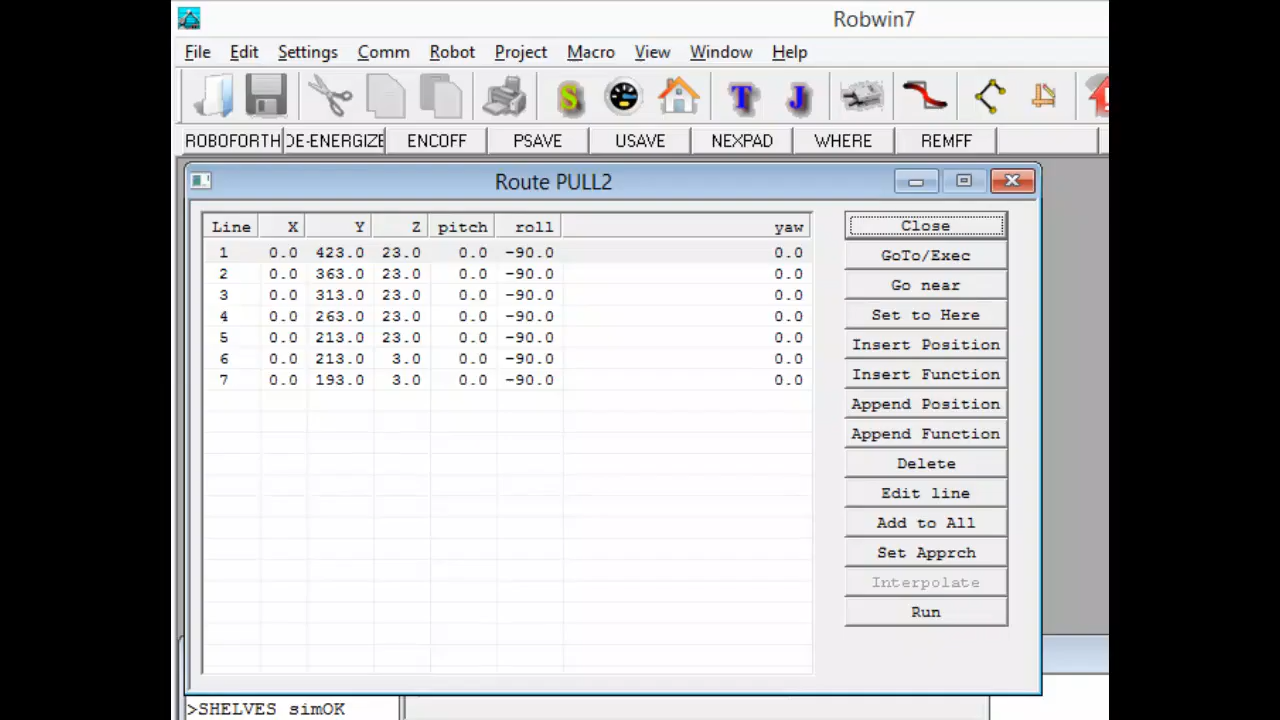 Robwin7
File Edit Settings Comm Robot Project Macro View Window Help
S T J
ROBOFORTH DE-ENERGIZE ENCOFF PSAVE USAVE NEXPAD WHERE REMFF
Route PULL2
Line X Y Z pitch roll yaw
1 0.0 423.0 23.0 0.0 -90.0 0.0
2 0.0 363.0 23.0 0.0 -90.0 0.0
3 0.0 313.0 23.0 0.0 -90.0 0.0
4 0.0 263.0 23.0 0.0 -90.0 0.0
5 0.0 213.0 23.0 0.0 -90.0 0.0
6 0.0 213.0 3.0 0.0 -90.0 0.0
7 0.0 193.0 3.0 0.0 -90.0 0.0
Close
GoTo/Exec
Go near
Set to Here
Insert Position
Insert Function
Append Position
Append Function
Delete
Edit line
Add to All
Set Apprch
Interpolate
Run
>SHELVES simOK